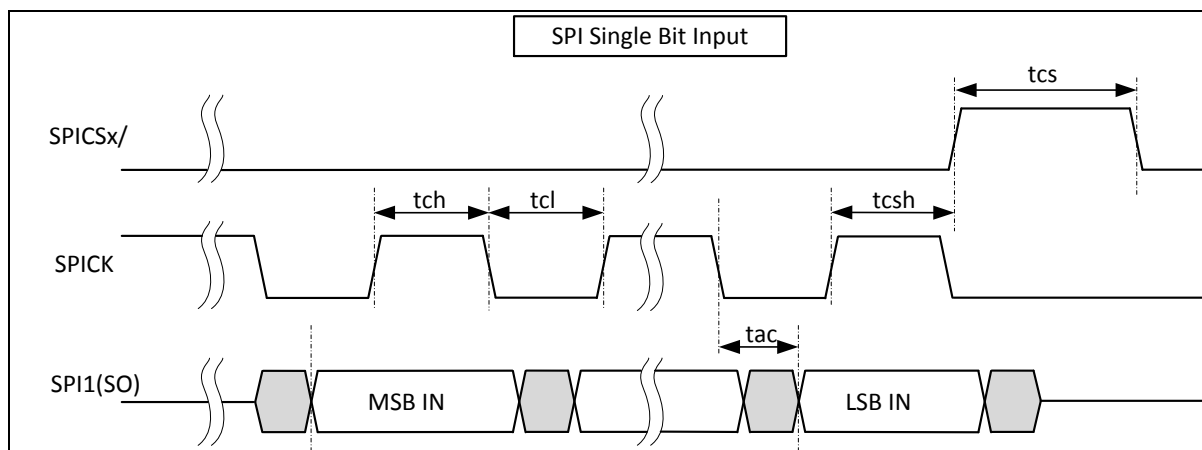 SPI Single Bit Input
tcs
SPICSx/
tch
tcl
tcsh
SPICK
tac
SPI1(SO)
MSB IN
LSB IN